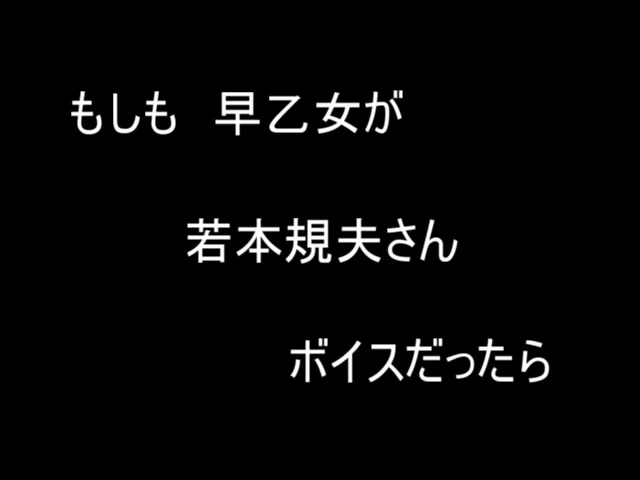 もしも　早乙女が
若本規夫さん
ボイスだったら